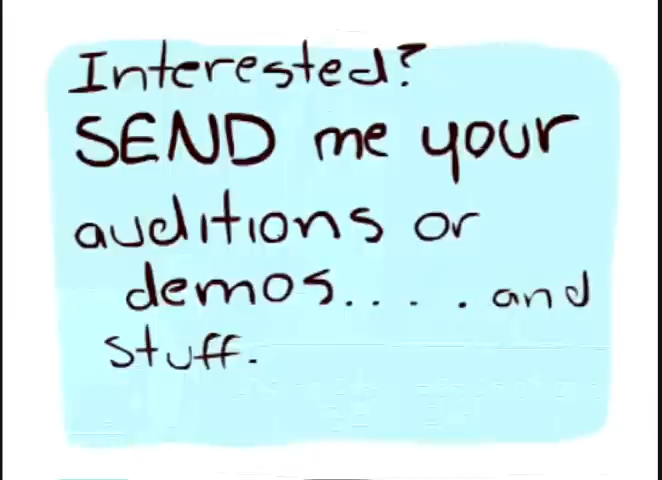 Interested?
SEND me your
auditions or
demos.... and
stuff.